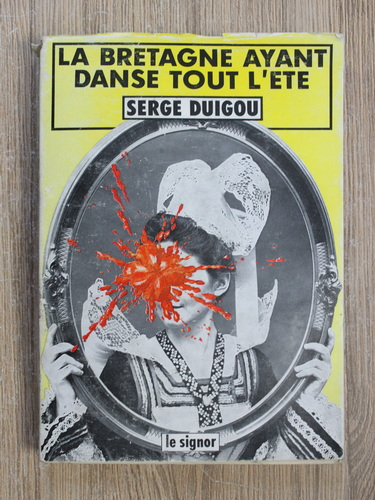 LA BRETAGNE AYANT
DANSE TOUT L'ETE
SERGE DUIGOU
le signor